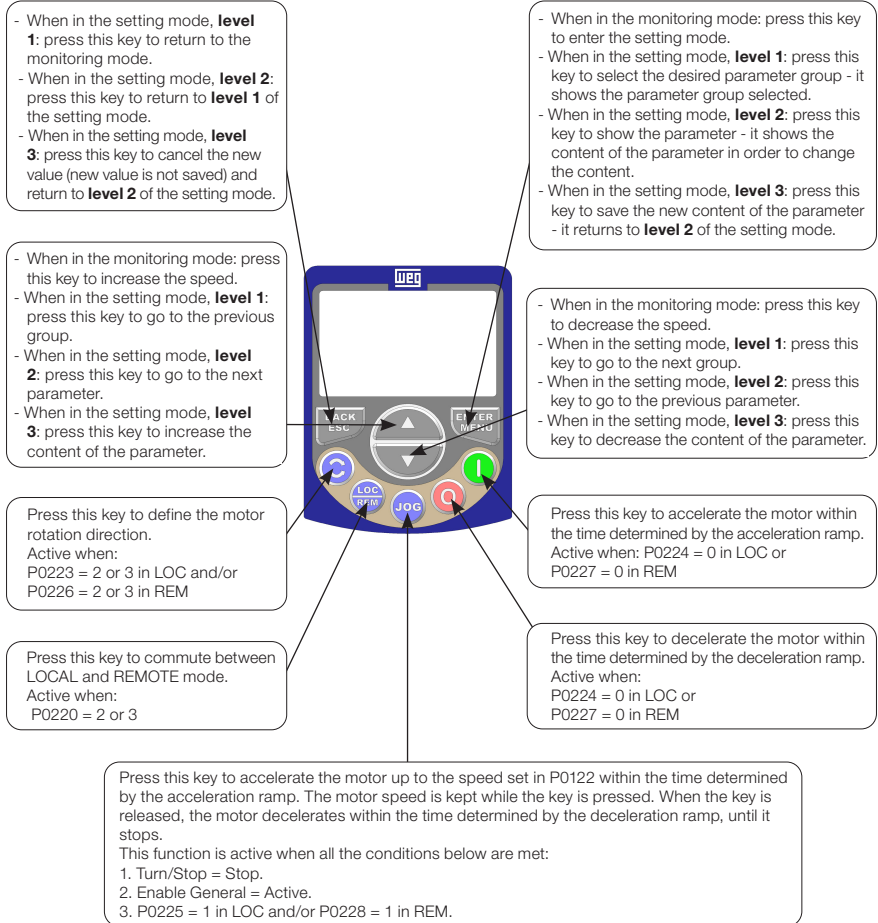 - When in the setting mode, level
1: press this key to return to the
monitoring mode.
- When in the setting mode, level 2:
press this key to return to level 1 of
the setting mode.
- When in the setting mode, level
3: press this key to cancel the new
value (new value is not saved) and
return to level 2 of the setting mode.
- When in the monitoring mode: press this key
to enter the setting mode.
- When in the setting mode, level 1: press this
key to select the desired parameter group - it
shows the parameter group selected.
- When in the setting mode, level 2: press this
key to show the parameter - it shows the
content of the parameter in order to change
the content.
- When in the setting mode, level 3: press this
key to save the new content of the parameter
- it returns to level 2 of the setting mode.
- When in the monitoring mode: press
this key to increase the speed.
- When in the setting mode, level 1:
press this key to go to the previous
group.
- When in the setting mode, level
2: press this key to go to the next
parameter.
- When in the setting mode, level
3: press this key to increase the
content of the parameter.
weg
- When in the monitoring mode: press this key
to decrease the speed.
- When in the setting mode, level 1: press this
key to go to the next group.
- When in the setting mode, level 2: press this
key to go to the previous parameter.
- When in the setting mode, level 3: press this
key to decrease the content of the parameter.
BACK
ESC
ENTER
MENU
LOC
REM
JOG
O
I
Press this key to define the motor
rotation direction.
Active when:
P0223 = 2 or 3 in LOC and/or
P0226 = 2 or 3 in REM
Press this key to accelerate the motor within
the time determined by the acceleration ramp.
Active when: P0224 = 0 in LOC or
P0227 = 0 in REM
Press this key to commute between
LOCAL and REMOTE mode.
Active when:
P0220 = 2 or 3
Press this key to decelerate the motor within
the time determined by the deceleration ramp.
Active when:
P0224 = 0 in LOC or
P0227 = 0 in REM
Press this key to accelerate the motor up to the speed set in P0122 within the time determined
by the acceleration ramp. The motor speed is kept while the key is pressed. When the key is
released, the motor decelerates within the time determined by the deceleration ramp, until it
stops.
This function is active when all the conditions below are met:
1. Turn/Stop = Stop.
2. Enable General = Active.
3. P0225 = 1 in LOC and/or P0228 = 1 in REM.